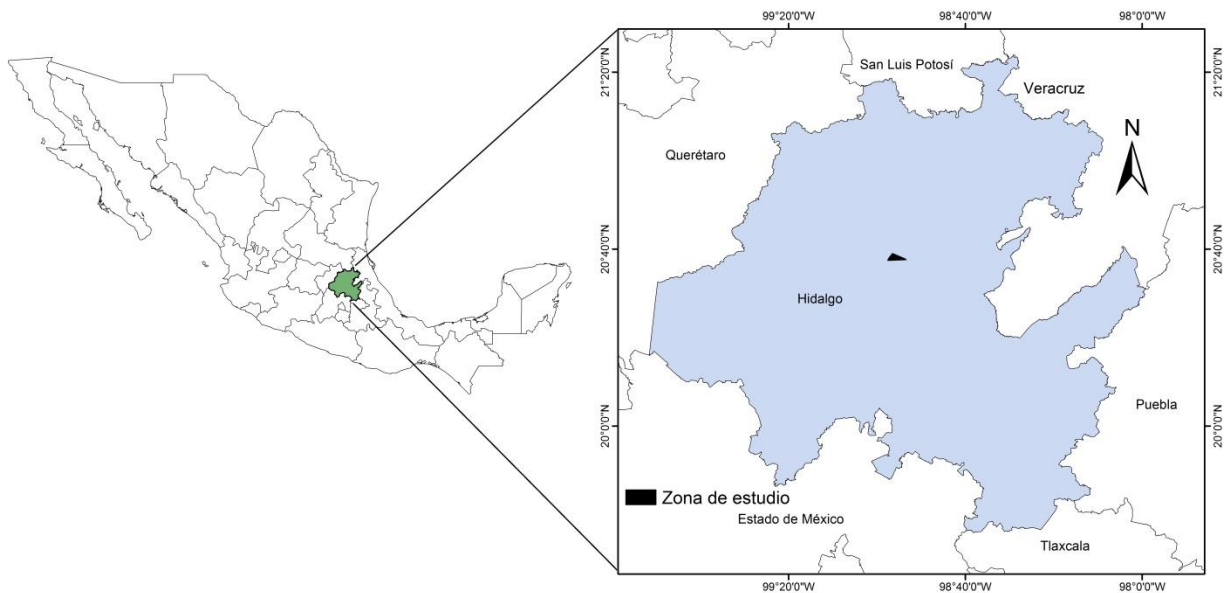 99°20'0"W
98°40'0"W
98°0'0"W
San Luis Potosí
21°20'0"N
21°20'0"N
Veracruz
N
Querétaro
20°40'0"N
20°40'0"N
Hidalgo
20°0'0"N
20°0'0"N
Puebla
Zona de estudio
Estado de México
Tlaxcala
99°20'0"W
98°40'0"W
98°0'0"W